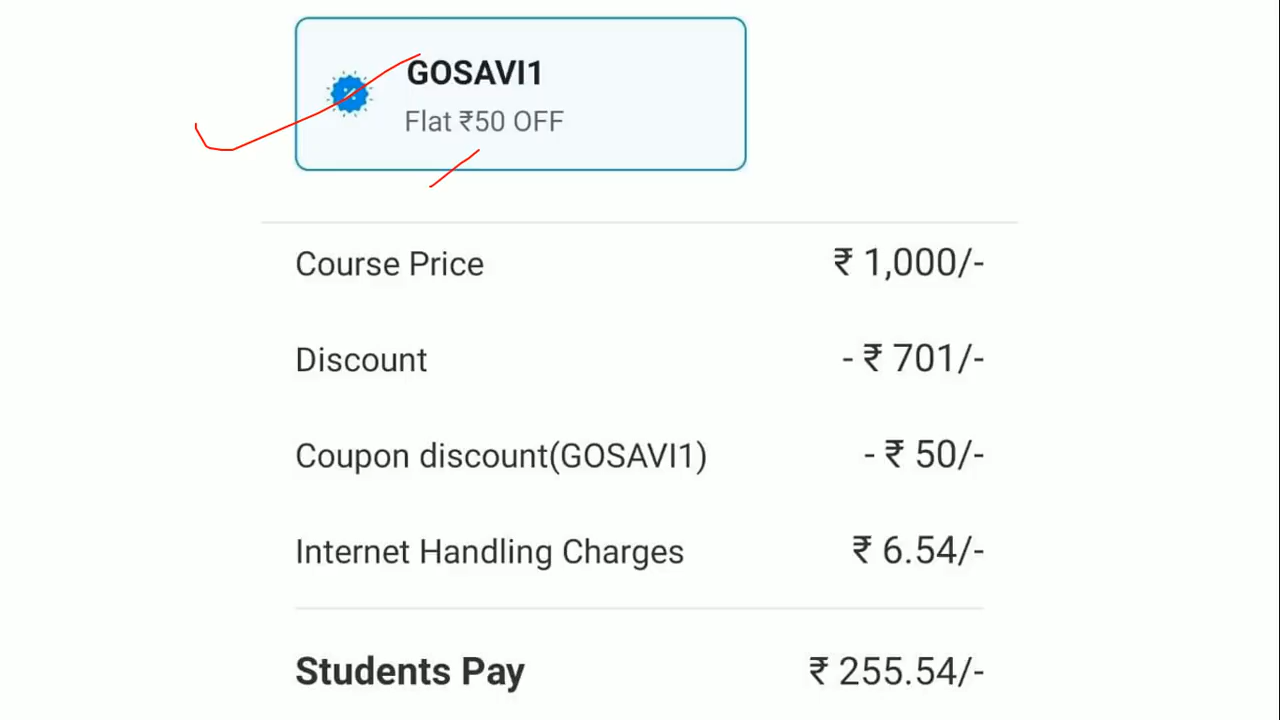 GOSAVI1
Flat ₹50 OFF
Course Price ₹ 1,000/-
Discount - ₹ 701/-
Coupon discount(GOSAVI1) - ₹ 50/-
Internet Handling Charges ₹ 6.54/-
Students Pay ₹ 255.54/-